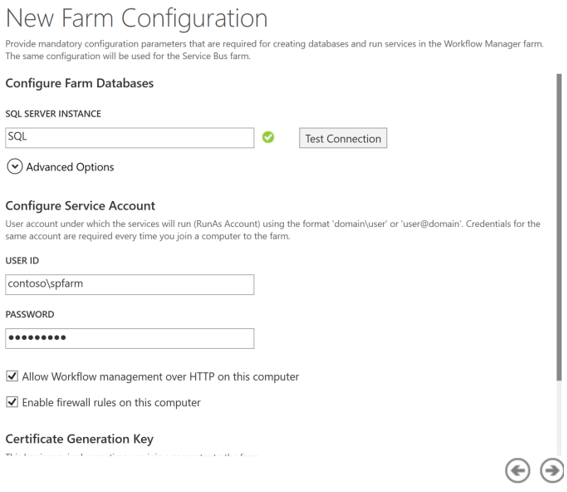 New Farm Configuration
Provide mandatory configuration parameters that are required for creating databases and run services in the Workflow Manager farm.
The same configuration will be used for the Service Bus farm.
Configure Farm Databases
SQL SERVER INSTANCE
SQL
Test Connection
Advanced Options
Configure Service Account
User account under which the services will run (RunAs Account) using the format 'domain\user' or 'user@domain'. Credentials for the
same account are required every time you join a computer to the farm.
USER ID
contoso\spfarm
PASSWORD
●●●●●●●●●
Allow Workflow management over HTTP on this computer
Enable firewall rules on this computer
Certificate Generation Key